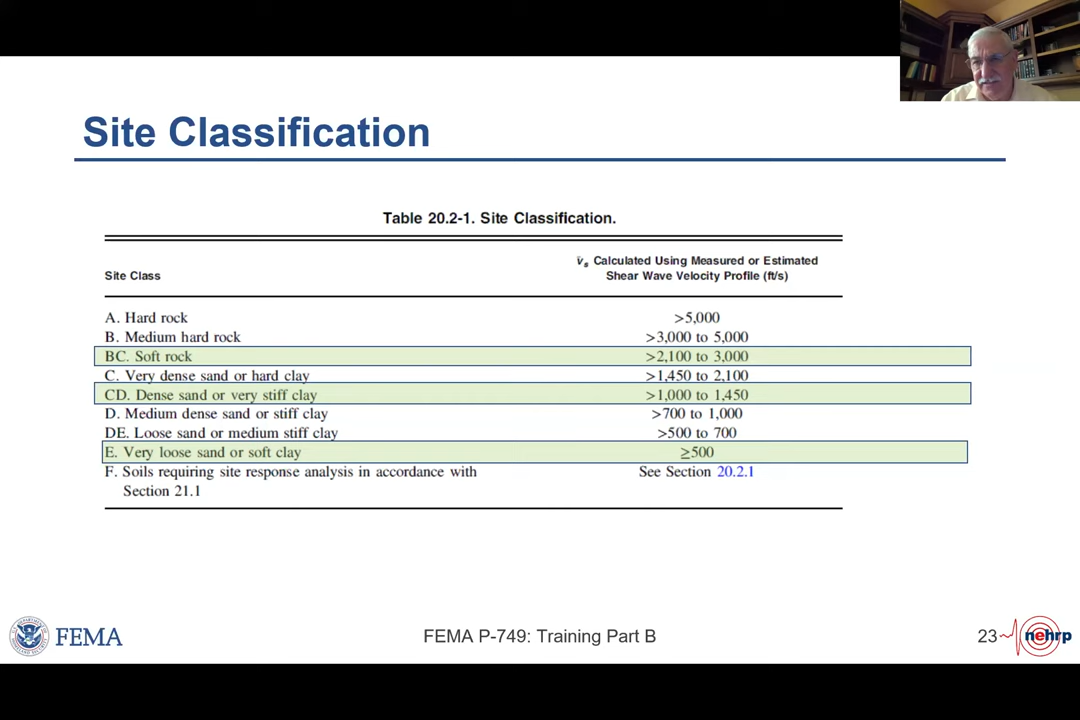 Site Classification
Table 20.2-1. Site Classification.
Site Class
v̄s Calculated Using Measured or Estimated
Shear Wave Velocity Profile (ft/s)
A. Hard rock >5,000
B. Medium hard rock >3,000 to 5,000
BC. Soft rock >2,100 to 3,000
C. Very dense sand or hard clay >1,450 to 2,100
CD. Dense sand or very stiff clay >1,000 to 1,450
D. Medium dense sand or stiff clay >700 to 1,000
DE. Loose sand or medium stiff clay >500 to 700
E. Very loose sand or soft clay ≥500
F. Soils requiring site response analysis in accordance with See Section 20.2.1
Section 21.1
FEMA
FEMA P-749: Training Part B
23
nehrp